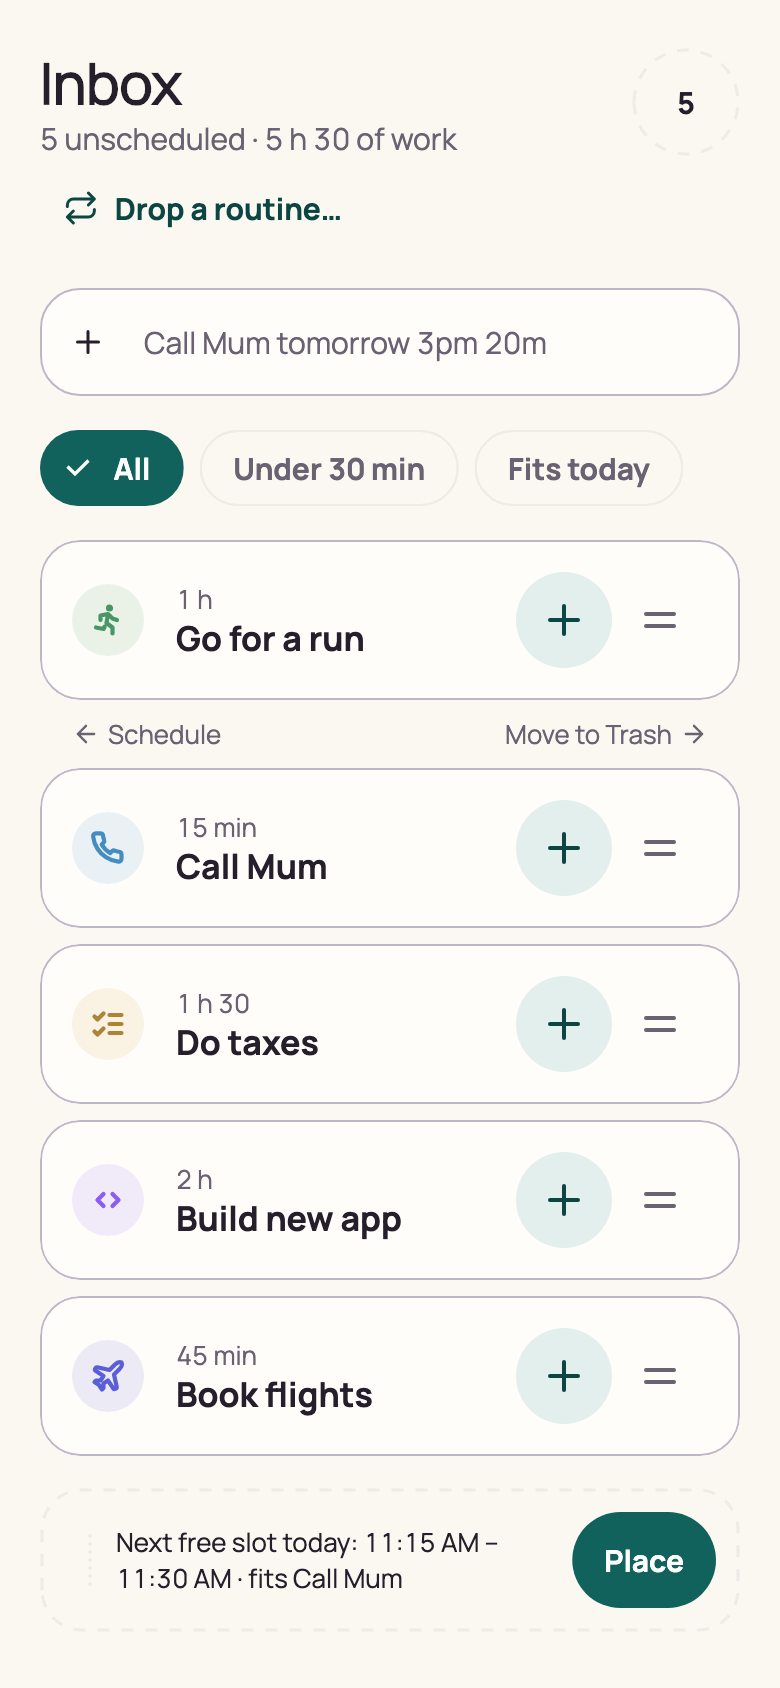 Inbox
5
5 unscheduled · 5 h 30 of work
Drop a routine...
Call Mum tomorrow 3pm 20m
All
Under 30 min
Fits today
1 h
Go for a run
← Schedule
Move to Trash →
15 min
Call Mum
1 h 30
Do taxes
2 h
Build new app
45 min
Book flights
Next free slot today: 11:15 AM –
11:30 AM · fits Call Mum
Place